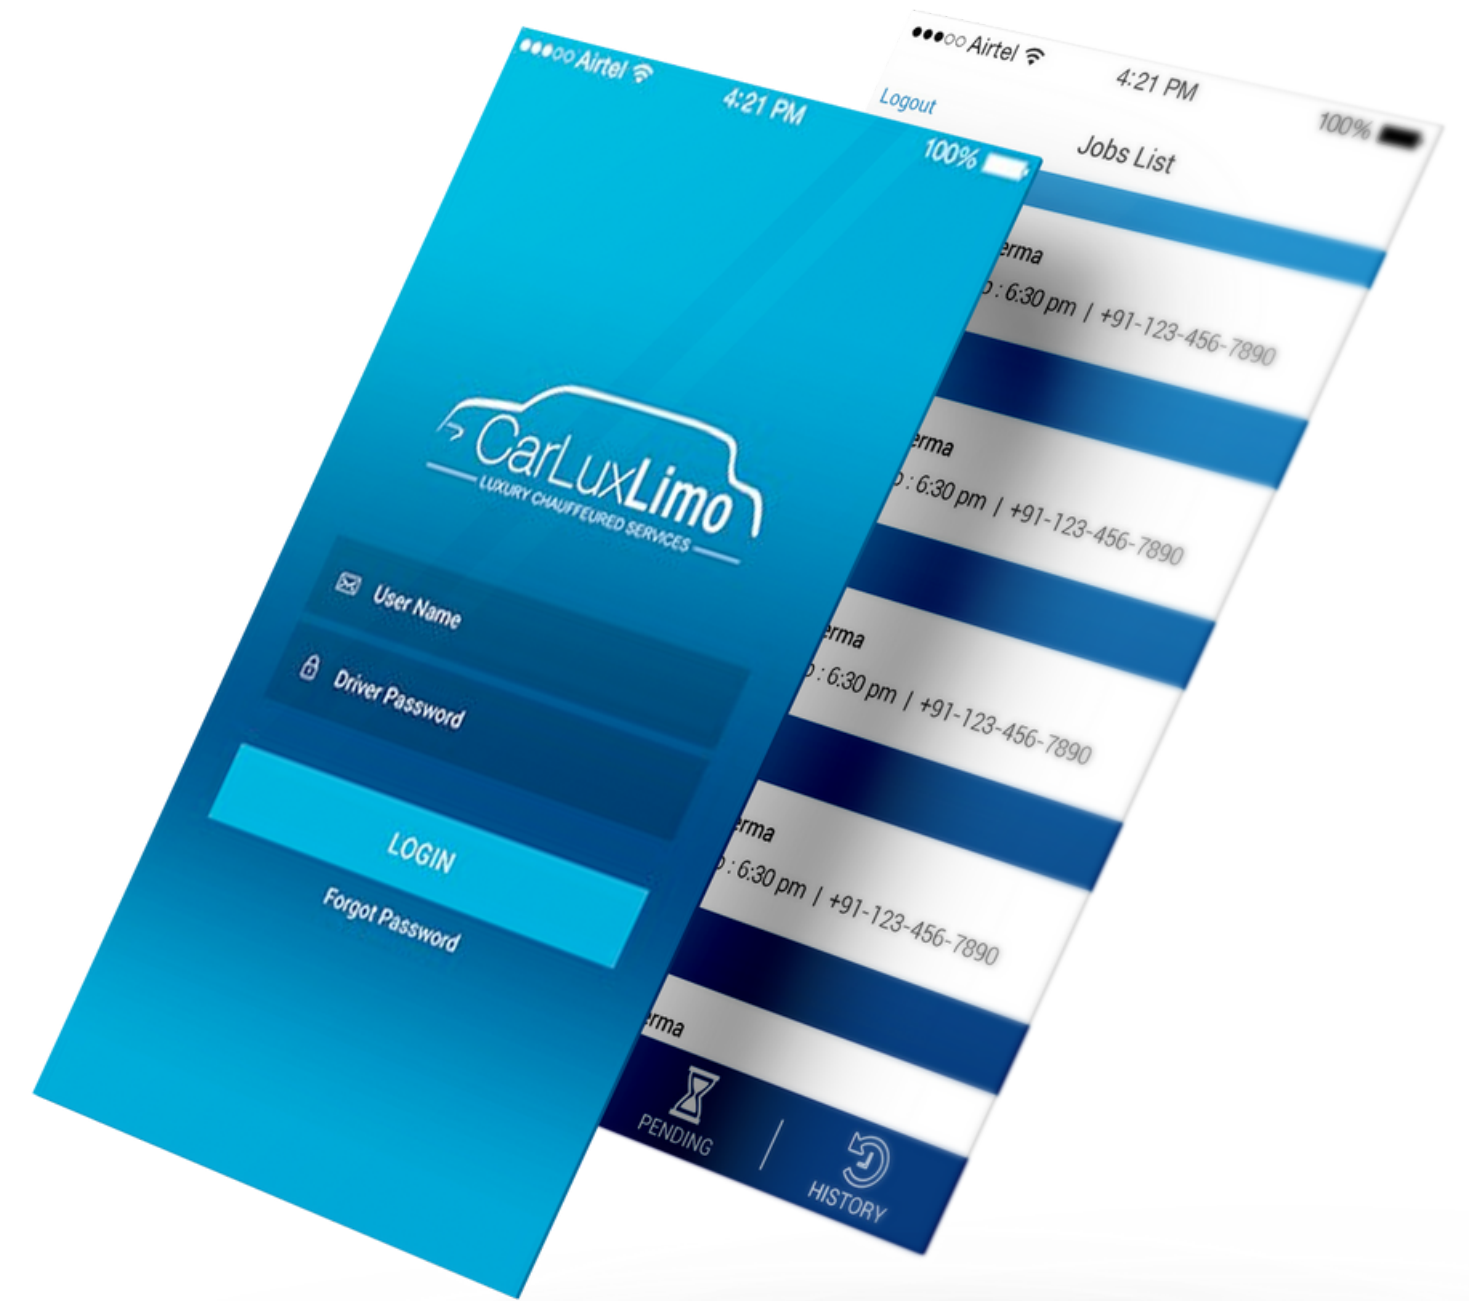 Airtel
4:21 PM
100%
CarLuxLimo
LUXURY CHAUFFEURED SERVICES
User Name
Driver Password
LOGIN
Forgot Password
Airtel
4:21 PM
100%
Logout
Jobs List
erma
: 6:30 pm | +91-123-456-7890
erma
: 6:30 pm | +91-123-456-7890
erma
: 6:30 pm | +91-123-456-7890
erma
: 6:30 pm | +91-123-456-7890
erma
PENDING
HISTORY